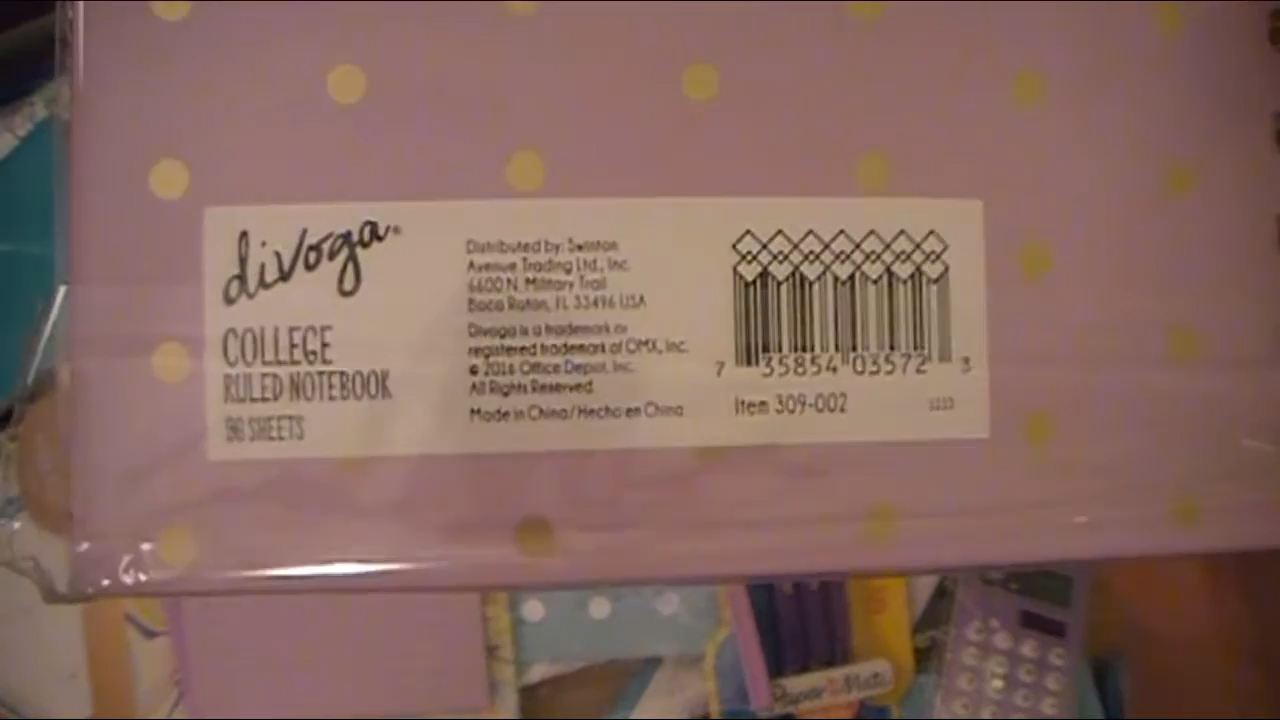 divoga®
COLLEGE
RULED NOTEBOOK
SHEETS
Distributed by: Swinton
Avenue Trading Ltd., Inc.
6600 N. Military Trail
Boca Raton, FL 33496 USA
Divoga is a trademark or
registered trademark of OMX, Inc.
© 2016 Office Depot, Inc.
All Rights Reserved.
Made in China/Hecho en China
7 35854 03572 3
Item 309-002
PaperMate